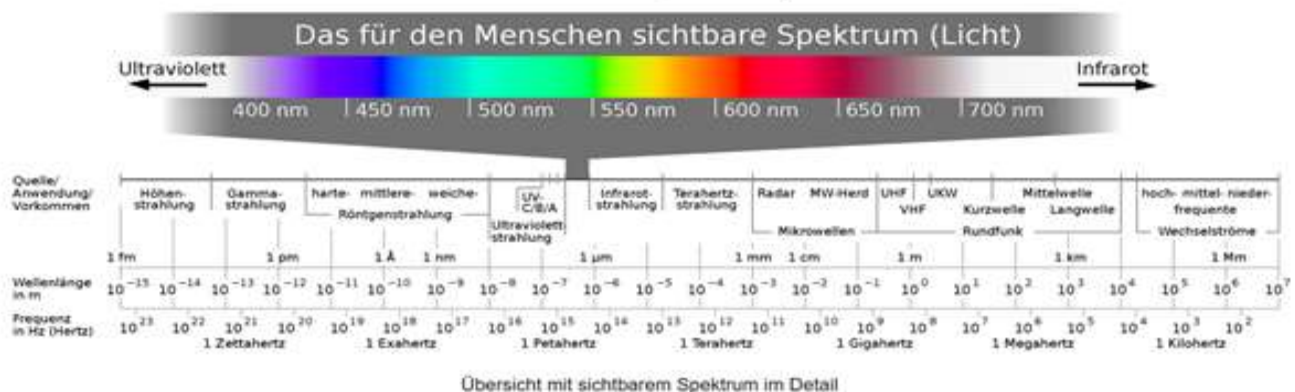 Das für den Menschen sichtbare Spektrum (Licht)
Ultraviolett
Infrarot
400 nm 450 nm 500 nm 550 nm 600 nm 650 nm 700 nm
Quelle/
Anwendung/
Vorkommen
Höhen-
strahlung
Gamma-
strahlung
harte- mittlere- weiche-
Röntgenstrahlung
UV-
C/B/A
Ultraviolett
strahlung
Infrarot-
strahlung
Terahertz-
strahlung
Radar MW-Herd
Mikrowellen
UHF UKW Mittelwelle
VHF Kurzwelle Langwelle
Rundfunk
hoch- mittel- nieder-
frequente
Wechselströme
1 fm 1 pm 1 Å 1 nm 1 µm 1 mm 1 cm 1 m 1 km 1 Mm
Wellenlänge
in m
10⁻¹⁵ 10⁻¹⁴ 10⁻¹³ 10⁻¹² 10⁻¹¹ 10⁻¹⁰ 10⁻⁹ 10⁻⁸ 10⁻⁷ 10⁻⁶ 10⁻⁵ 10⁻⁴ 10⁻³ 10⁻² 10⁻¹ 10⁰ 10¹ 10² 10³ 10⁴ 10⁵ 10⁶ 10⁷
Frequenz
in Hz (Hertz)
10²³ 10²² 10²¹ 10²⁰ 10¹⁹ 10¹⁸ 10¹⁷ 10¹⁶ 10¹⁵ 10¹⁴ 10¹³ 10¹² 10¹¹ 10¹⁰ 10⁹ 10⁸ 10⁷ 10⁶ 10⁵ 10⁴ 10³ 10²
1 Zettahertz 1 Exahertz 1 Petahertz 1 Terahertz 1 Gigahertz 1 Megahertz 1 Kilohertz
Übersicht mit sichtbarem Spektrum im Detail